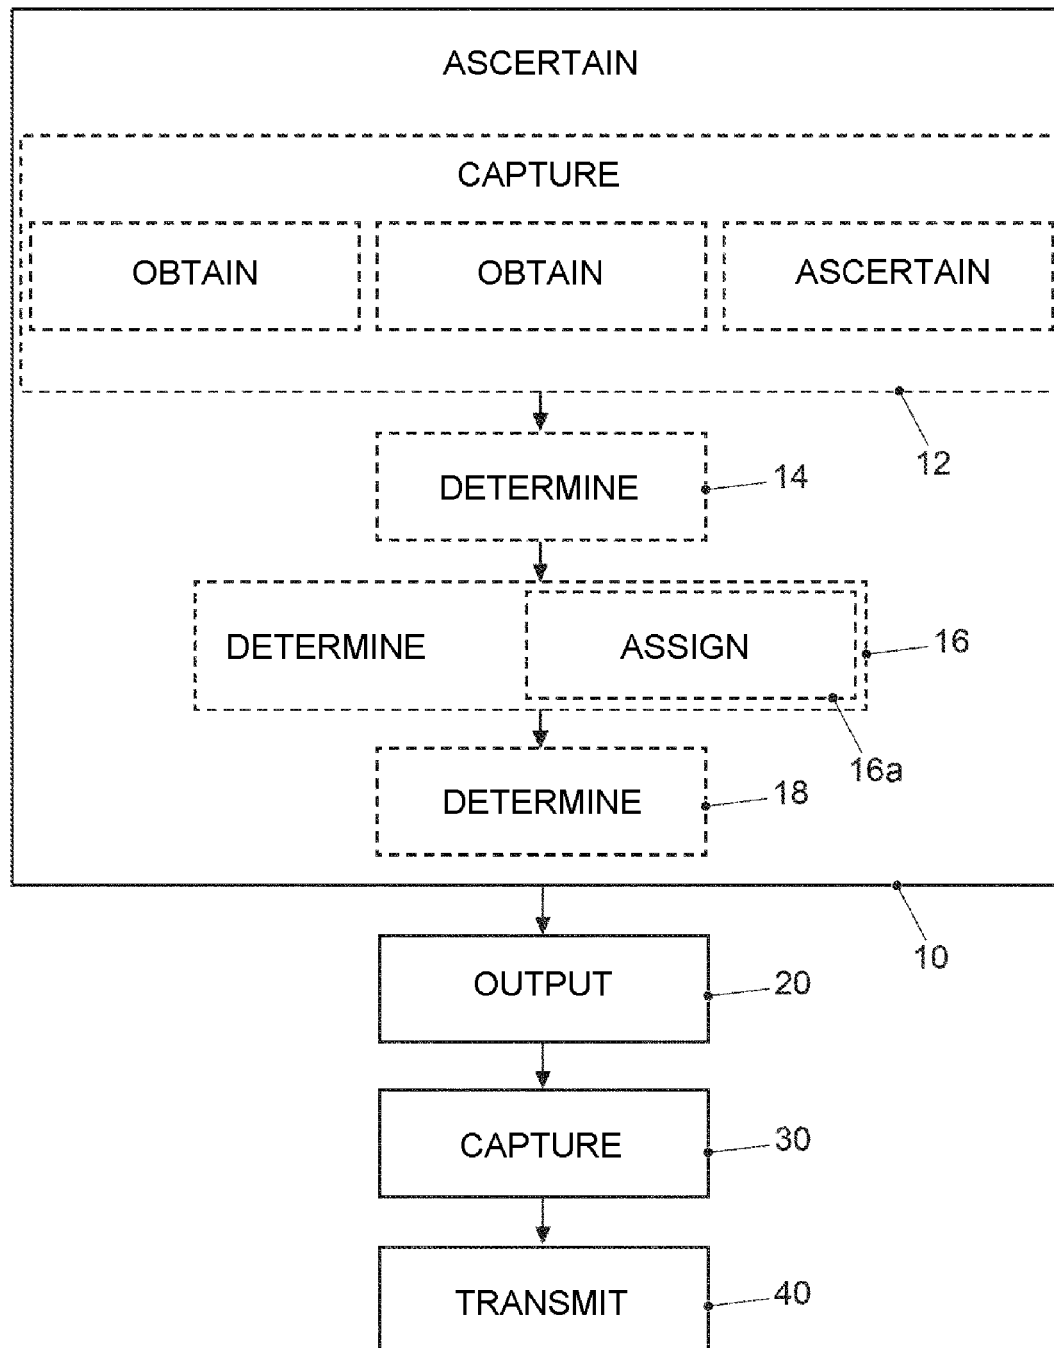 ASCERTAIN
CAPTURE
OBTAIN OBTAIN ASCERTAIN
12
DETERMINE 14
DETERMINE ASSIGN 16
16a
DETERMINE 18
10
OUTPUT 20
CAPTURE 30
TRANSMIT 40